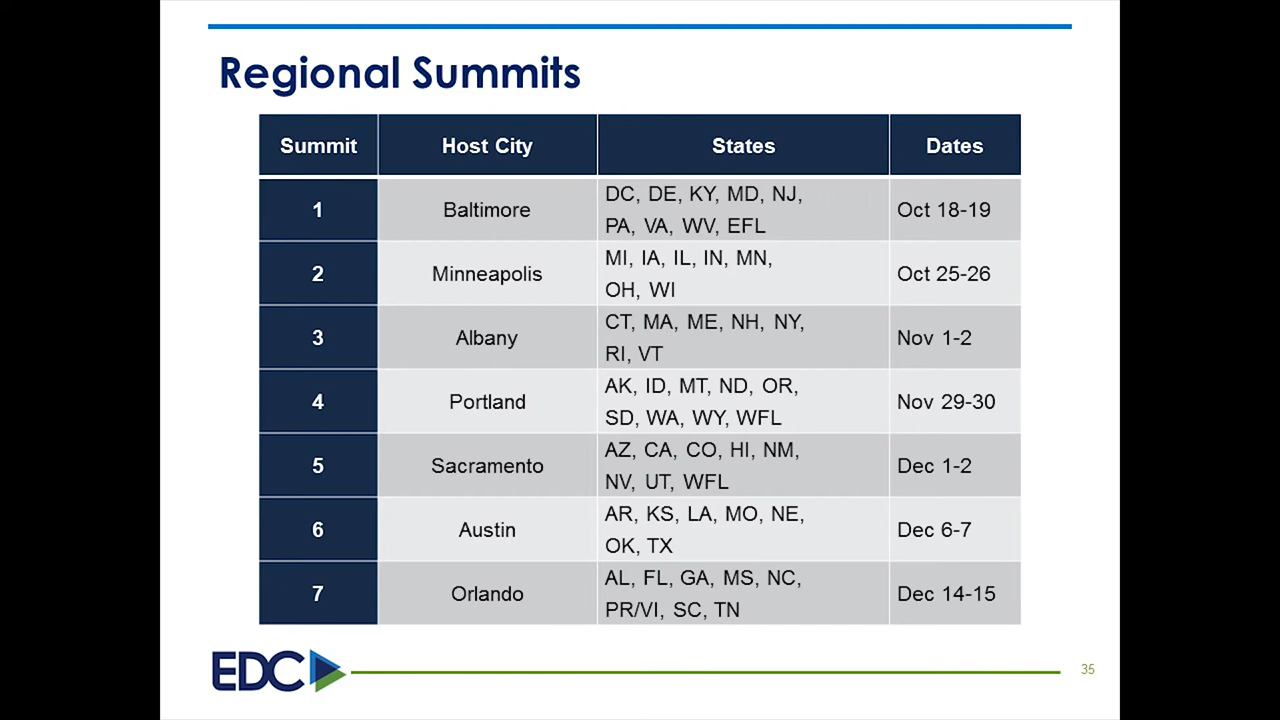 Regional Summits
Summit Host City States Dates
1 Baltimore DC, DE, KY, MD, NJ, Oct 18-19
PA, VA, WV, EFL
2 Minneapolis MI, IA, IL, IN, MN, Oct 25-26
OH, WI
3 Albany CT, MA, ME, NH, NY, Nov 1-2
RI, VT
4 Portland AK, ID, MT, ND, OR, Nov 29-30
SD, WA, WY, WFL
5 Sacramento AZ, CA, CO, HI, NM, Dec 1-2
NV, UT, WFL
6 Austin AR, KS, LA, MO, NE, Dec 6-7
OK, TX
7 Orlando AL, FL, GA, MS, NC, Dec 14-15
PR/VI, SC, TN
EDC
35